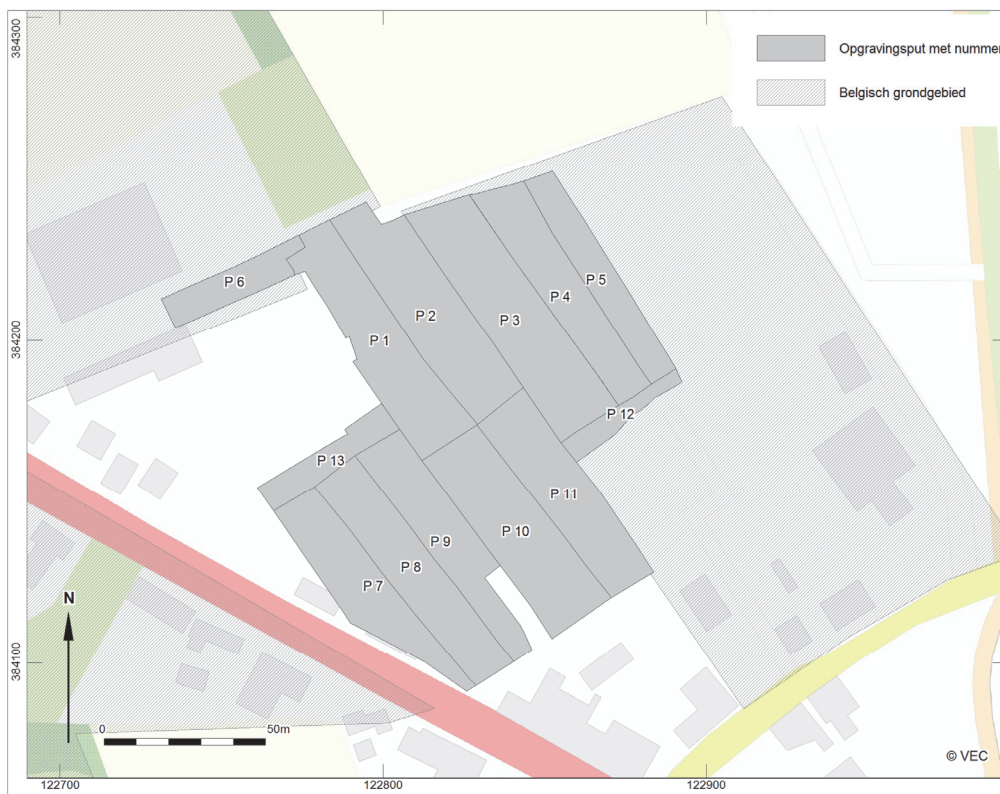 384300
Opgravingsput met nummer
Belgisch grondgebied
P 6
P 5
P 4
P 2
P 3
P 1
384200
P 12
P 13
P 11
P 10
P 9
P 8
P 7
N
384100
0 50m
© VEC
122700 122800 122900